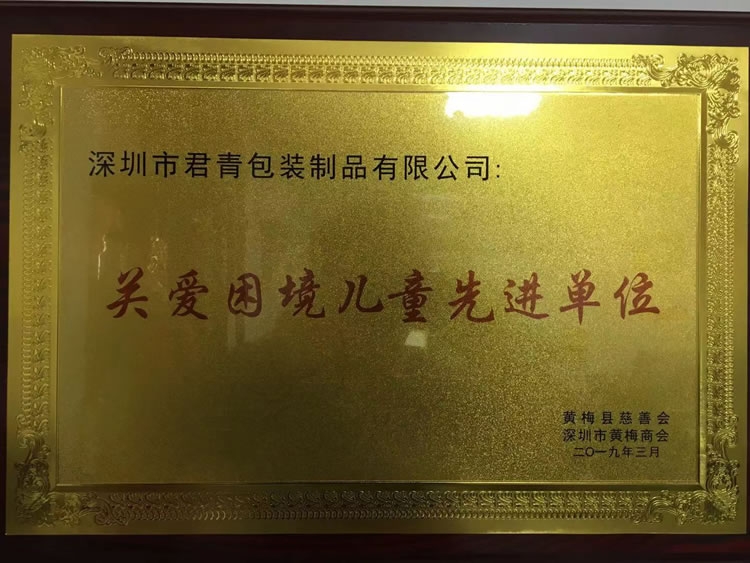 深圳市君青包装制品有限公司:
关爱困境儿童先进单位
黄梅县慈善会
深圳市黄梅商会
二〇一九年三月